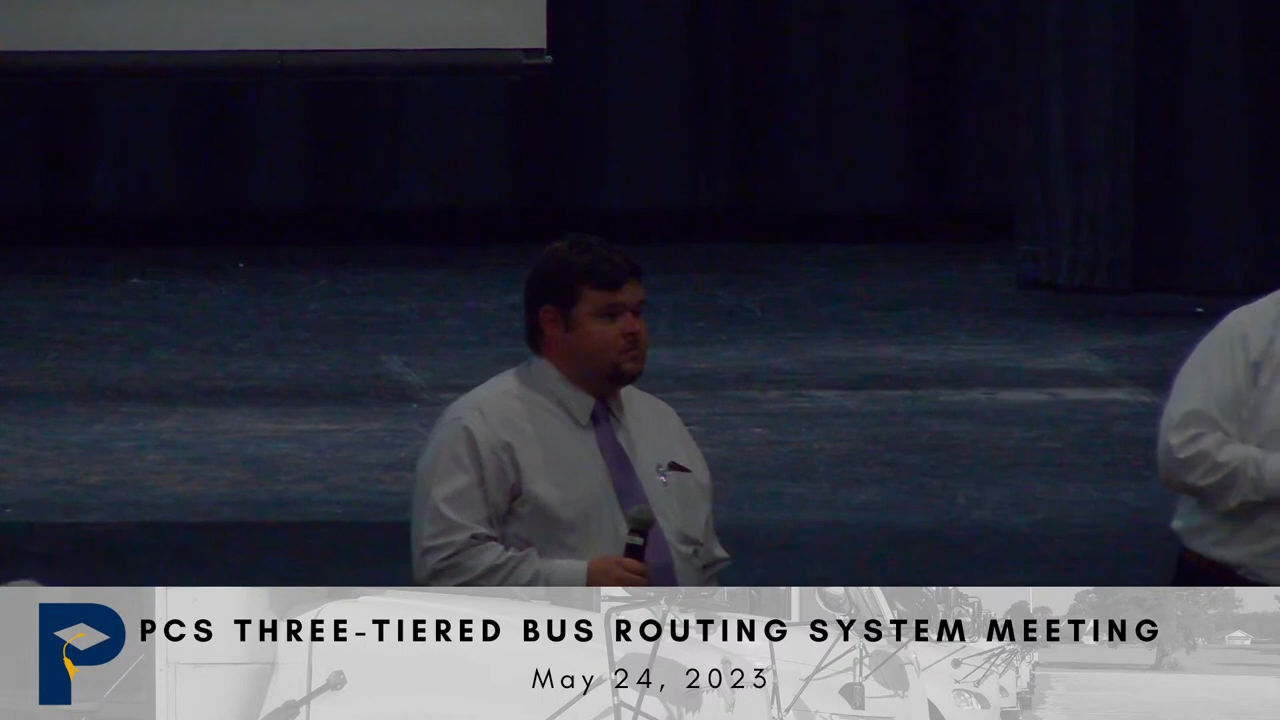 PCS THREE-TIERED BUS ROUTING SYSTEM MEETING
May 24, 2023